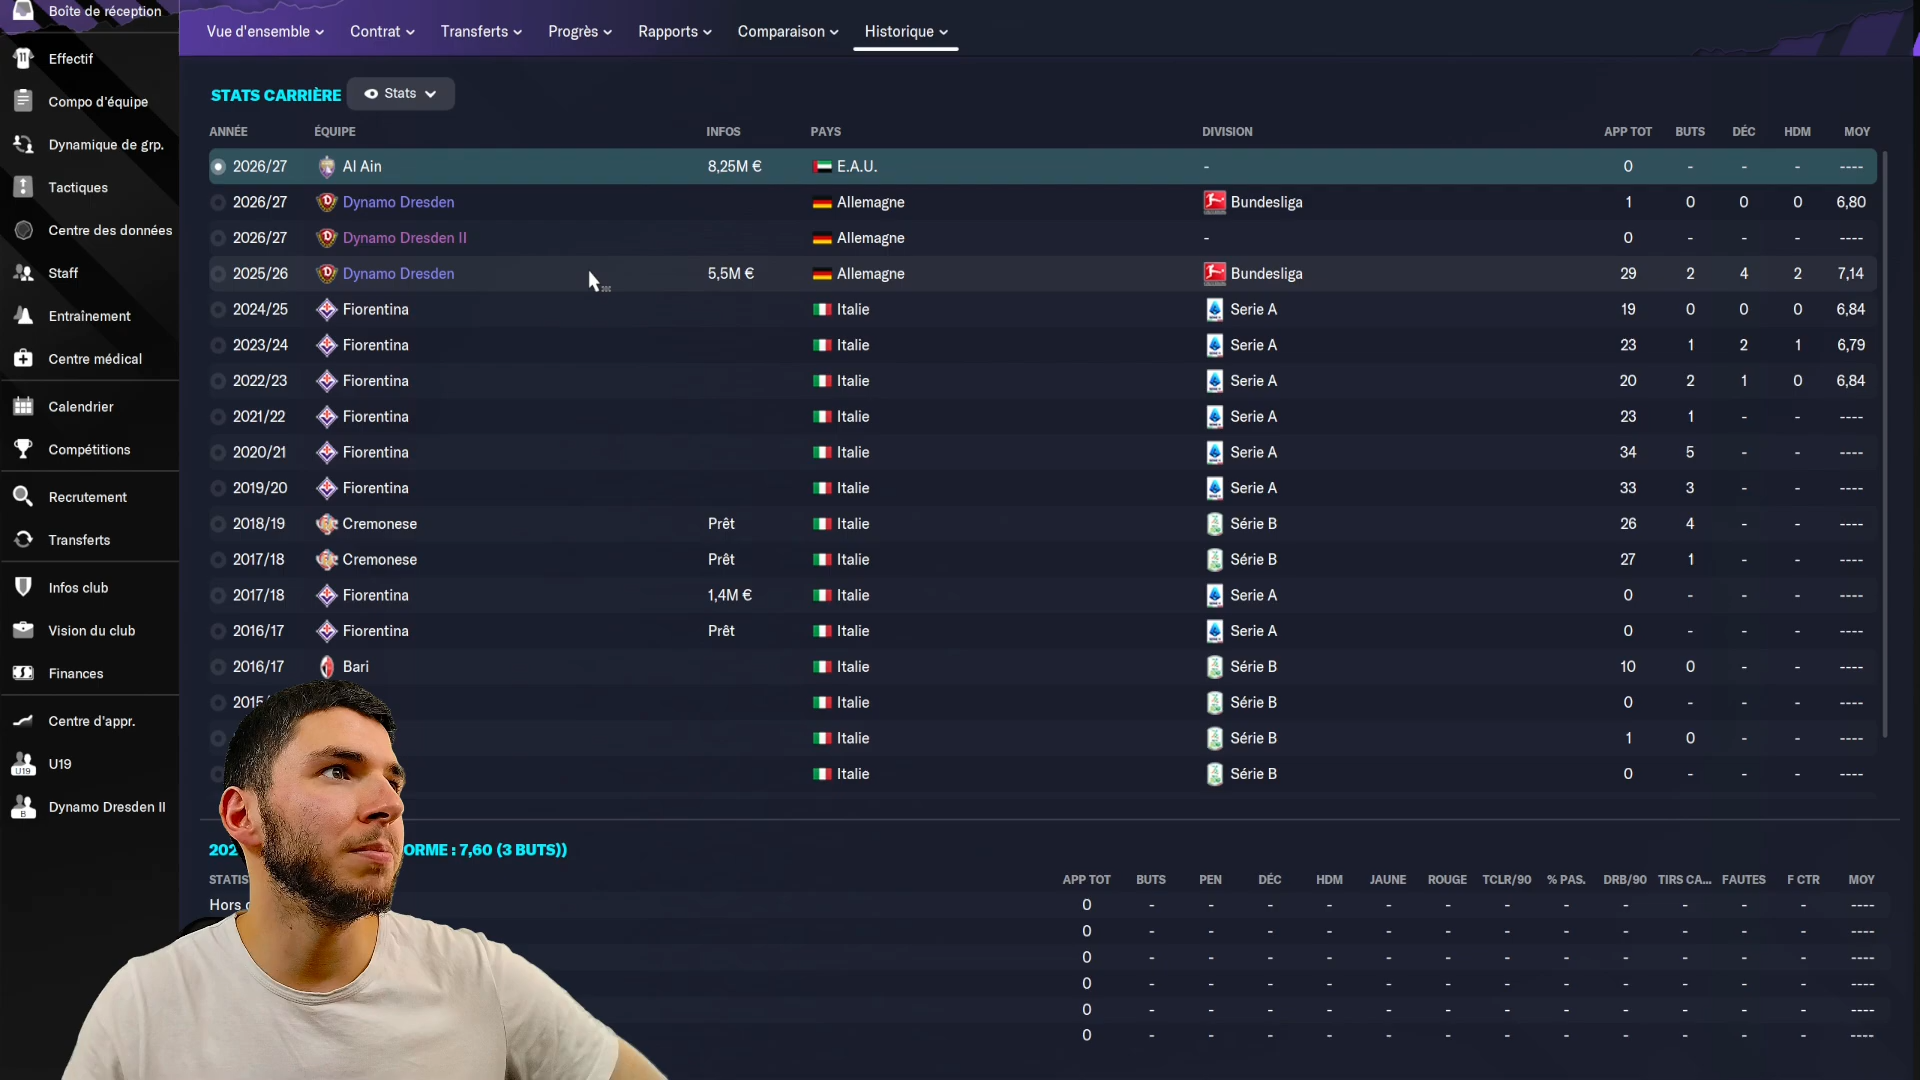 Boîte de réception
Effectif
Compo d'équipe
Dynamique de grp.
Tactiques
Centre des données
Staff
Entraînement
Centre médical
Calendrier
Compétitions
Recrutement
Transferts
Infos club
Vision du club
Finances
Centre d'appr.
U19
Dynamo Dresden II
Vue d'ensemble Contrat Transferts Progrès Rapports Comparaison Historique
STATS CARRIÈRE Stats
ANNÉE ÉQUIPE INFOS PAYS DIVISION APP TOT BUTS DÉC HDM MOY
2026/27 Al Ain 8,25M € E.A.U. - 0 - - - ----
2026/27 Dynamo Dresden Allemagne Bundesliga 1 0 0 0 6,80
2026/27 Dynamo Dresden II Allemagne - 0 - - - ----
2025/26 Dynamo Dresden 5,5M € Allemagne Bundesliga 29 2 4 2 7,14
2024/25 Fiorentina Italie Serie A 19 0 0 0 6,84
2023/24 Fiorentina Italie Serie A 23 1 2 1 6,79
2022/23 Fiorentina Italie Serie A 20 2 1 0 6,84
2021/22 Fiorentina Italie Serie A 23 1 - - ----
2020/21 Fiorentina Italie Serie A 34 5 - - ----
2019/20 Fiorentina Italie Serie A 33 3 - - ----
2018/19 Cremonese Prêt Italie Série B 26 4 - - ----
2017/18 Cremonese Prêt Italie Série B 27 1 - - ----
2017/18 Fiorentina 1,4M € Italie Serie A 0 - - - ----
2016/17 Fiorentina Prêt Italie Serie A 0 - - - ----
2016/17 Bari Italie Série B 10 0 - - ----
2015/ Italie Série B 0 - - - ----
Italie Série B 1 0 - - ----
Italie Série B 0 - - - ----
202 ORME : 7,60 (3 BUTS))
STATIS APP TOT BUTS PEN DÉC HDM JAUNE ROUGE TCLR/90 % PAS. DRB/90 TIRS CA... FAUTES F CTR MOY
Hors 0 - - - - - - - - - - - - ----
0 - - - - - - - - - - - - ----
0 - - - - - - - - - - - - ----
0 - - - - - - - - - - - - ----
0 - - - - - - - - - - - - ----
0 - - - - - - - - - - - - ----